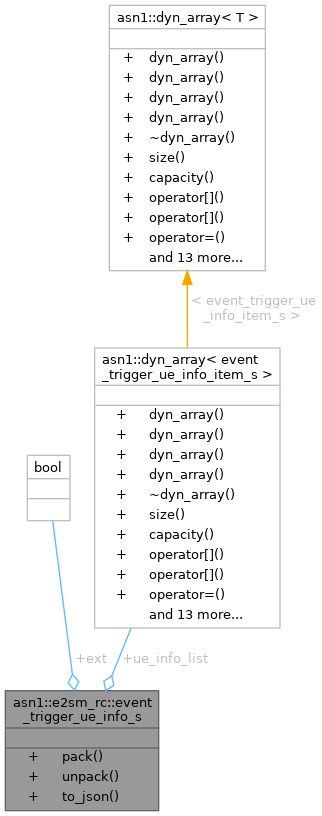 asn1::dyn_array< T >
+ dyn_array()
+ dyn_array()
+ dyn_array()
+ dyn_array()
+ ~dyn_array()
+ size()
+ capacity()
+ operator[]()
+ operator[]()
+ operator=()
and 13 more...
< event_trigger_ue
_info_item_s >
asn1::dyn_array< event
_trigger_ue_info_item_s >
+ dyn_array()
+ dyn_array()
+ dyn_array()
+ dyn_array()
+ ~dyn_array()
+ size()
+ capacity()
+ operator[]()
+ operator[]()
+ operator=()
and 13 more...
bool
+ext
+ue_info_list
asn1::e2sm_rc::event
_trigger_ue_info_s
+ pack()
+ unpack()
+ to_json()